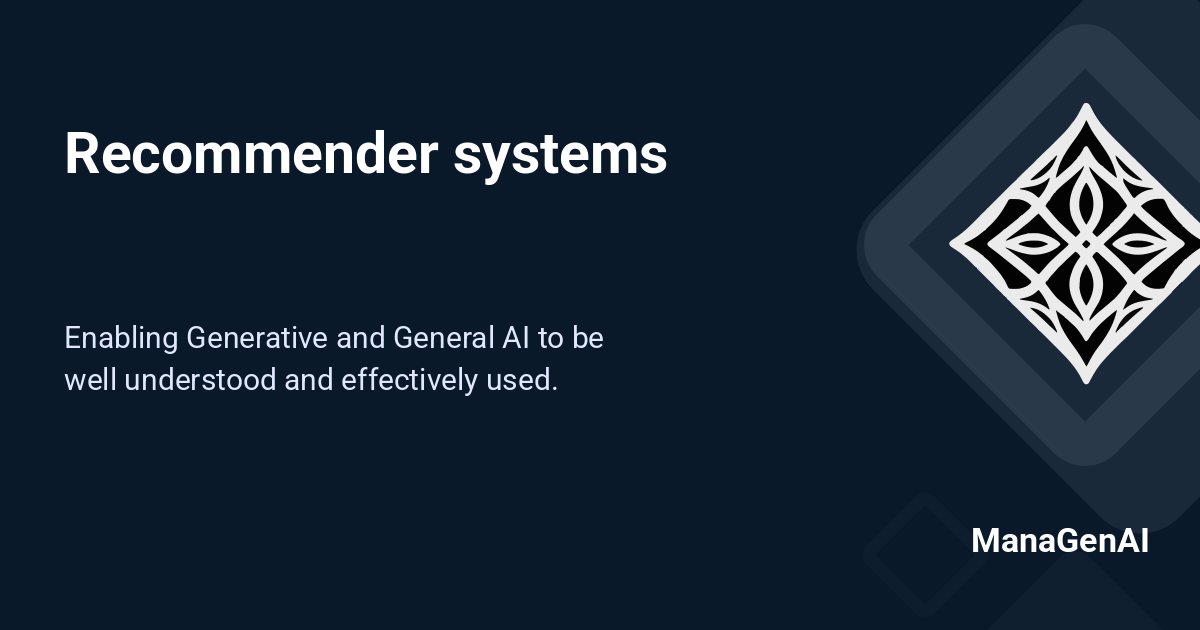 Recommender systems
Enabling Generative and General AI to be
well understood and effectively used.
ManaGenAI